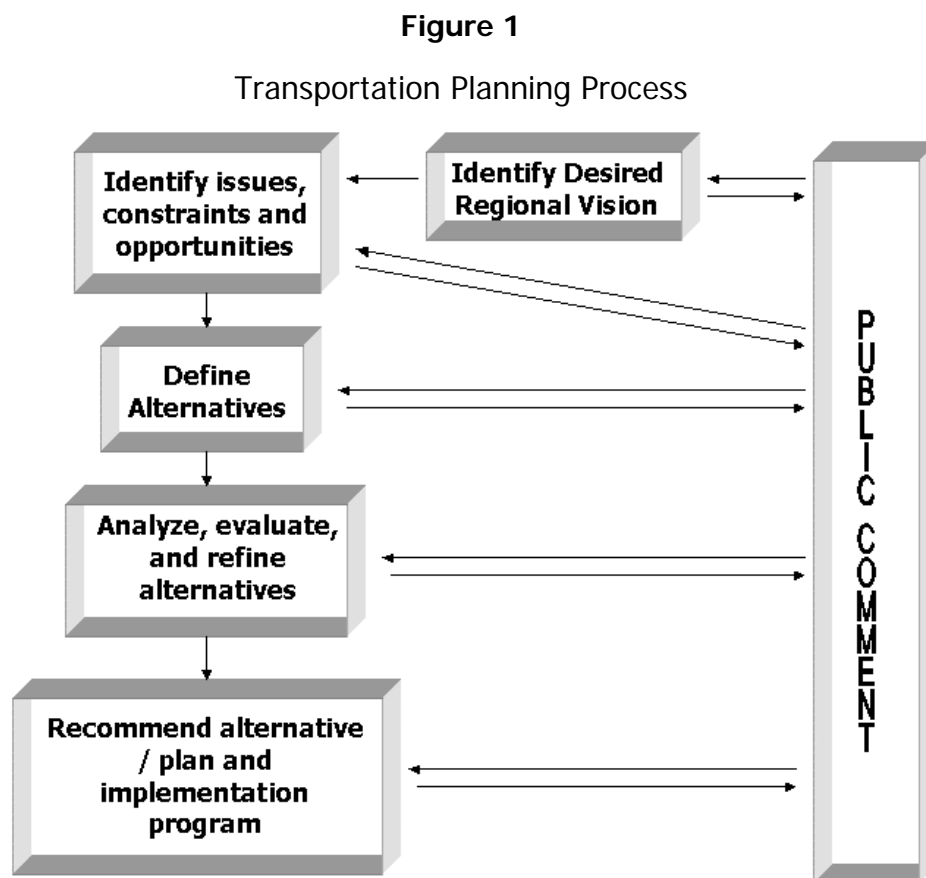 Figure 1
Transportation Planning Process
Identify issues,
constraints and
opportunities
Identify Desired
Regional Vision
Define
Alternatives
Analyze, evaluate,
and refine
alternatives
Recommend alternative
/ plan and
implementation
program
PUBLIC COMMENT